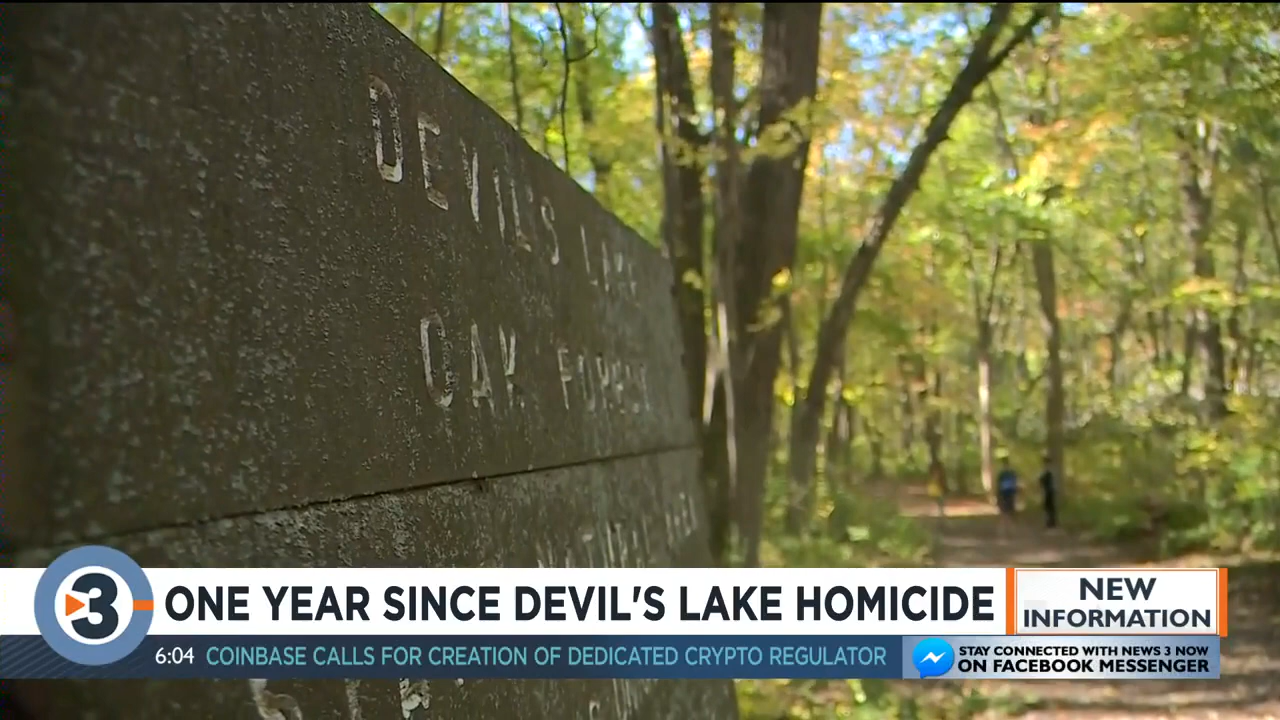 DEVIL'S LAKE
OAK
3
ONE YEAR SINCE DEVIL'S LAKE HOMICIDE
NEW
INFORMATION
6:04 COINBASE CALLS FOR CREATION OF DEDICATED CRYPTO REGULATOR
STAY CONNECTED WITH NEWS 3 NOW
ON FACEBOOK MESSENGER